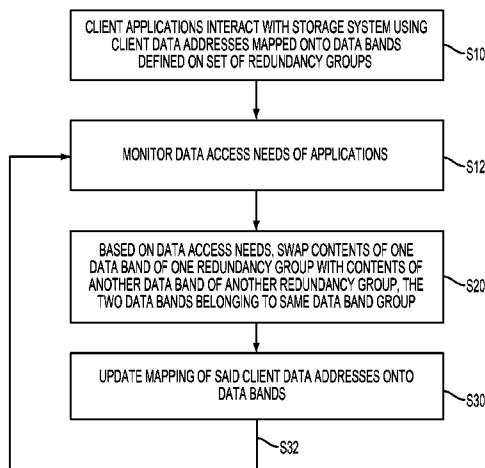 CLIENT APPLICATIONS INTERACT WITH STORAGE SYSTEM USING
CLIENT DATA ADDRESSES MAPPED ONTO DATA BANDS
DEFINED ON SET OF REDUNDANCY GROUPS
S10
MONITOR DATA ACCESS NEEDS OF APPLICATIONS
S12
BASED ON DATA ACCESS NEEDS, SWAP CONTENTS OF ONE
DATA BAND OF ONE REDUNDANCY GROUP WITH CONTENTS OF
ANOTHER DATA BAND OF ANOTHER REDUNDANCY GROUP, THE
TWO DATA BANDS BELONGING TO SAME DATA BAND GROUP
S20
UPDATE MAPPING OF SAID CLIENT DATA ADDRESSES ONTO
DATA BANDS
S30
S32